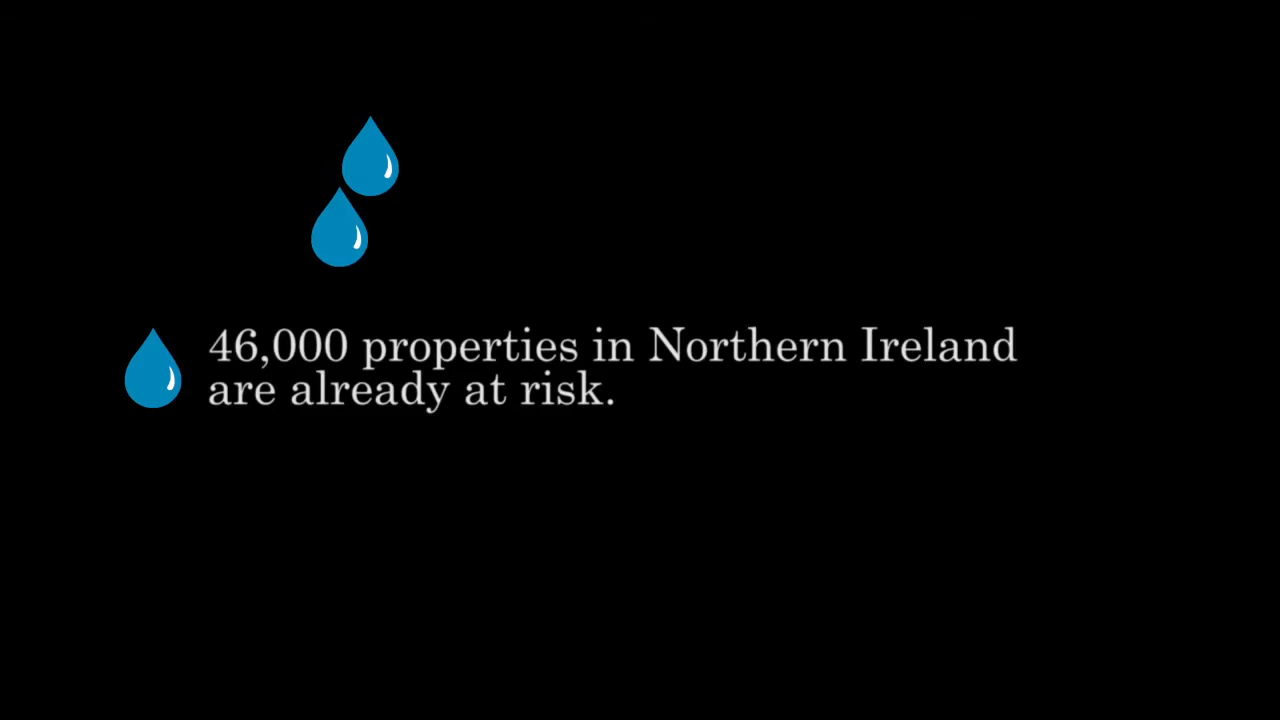 46,000 properties in Northern Ireland
are already at risk.